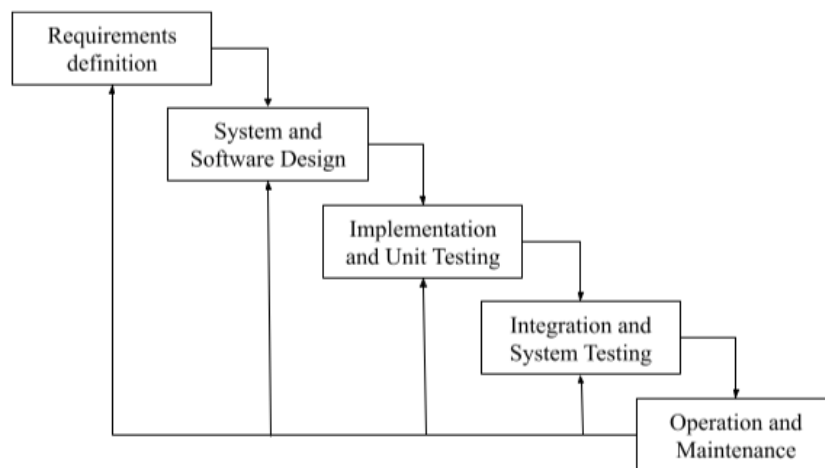 Requirements
definition
System and
Software Design
Implementation
and Unit Testing
Integration and
System Testing
Operation and
Maintenance